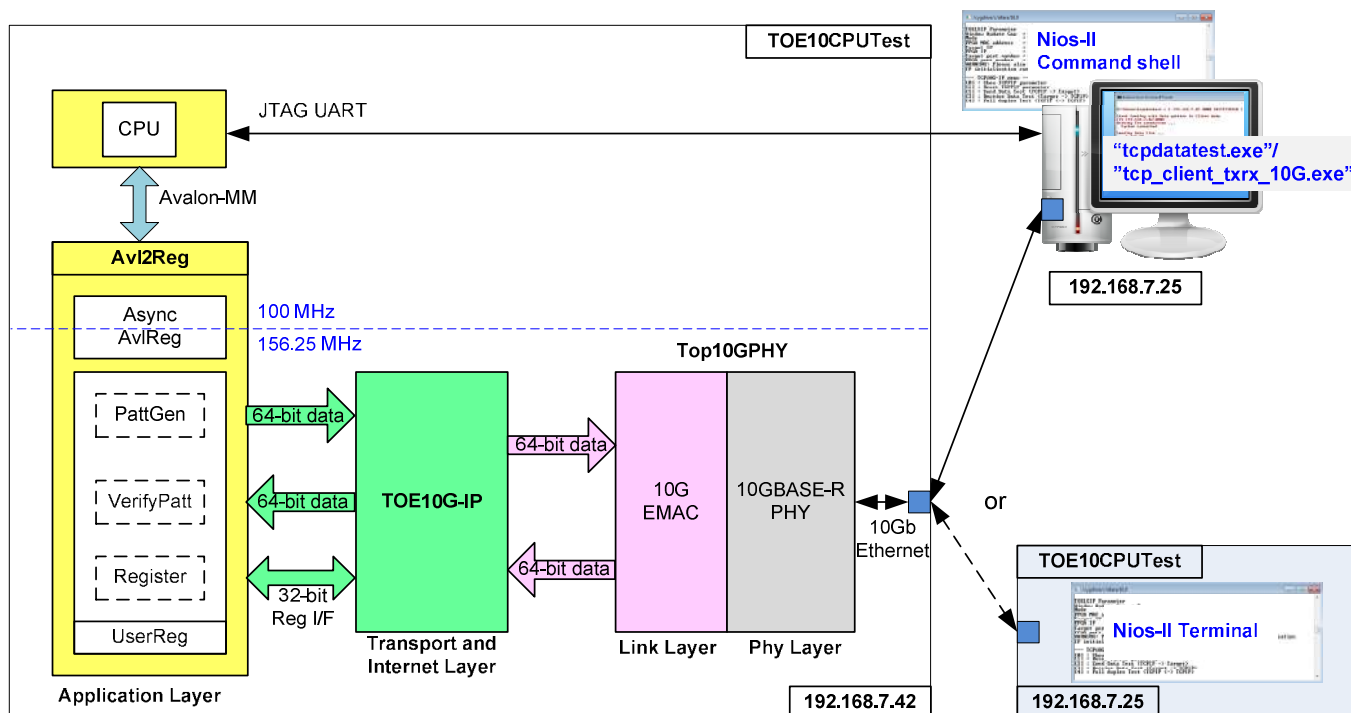 TOE10CPUTest
CPU
JTAG UART
Avalon-MM
Avl2Reg
Async
AvlReg
100 MHz
156.25 MHz
PattGen
VerifyPatt
Register
UserReg
Application Layer
64-bit data
64-bit data
32-bit
Reg I/F
TOE10G-IP
Transport and
Internet Layer
64-bit data
64-bit data
Top10GPHY
10G
EMAC
10GBASE-R
PHY
Link Layer
Phy Layer
10Gb
Ethernet
192.168.7.42
Nios-II
Command shell
"tcpdatatest.exe"/
"tcp_client_txrx_10G.exe"
192.168.7.25
or
TOE10CPUTest
Nios-II Terminal
192.168.7.25